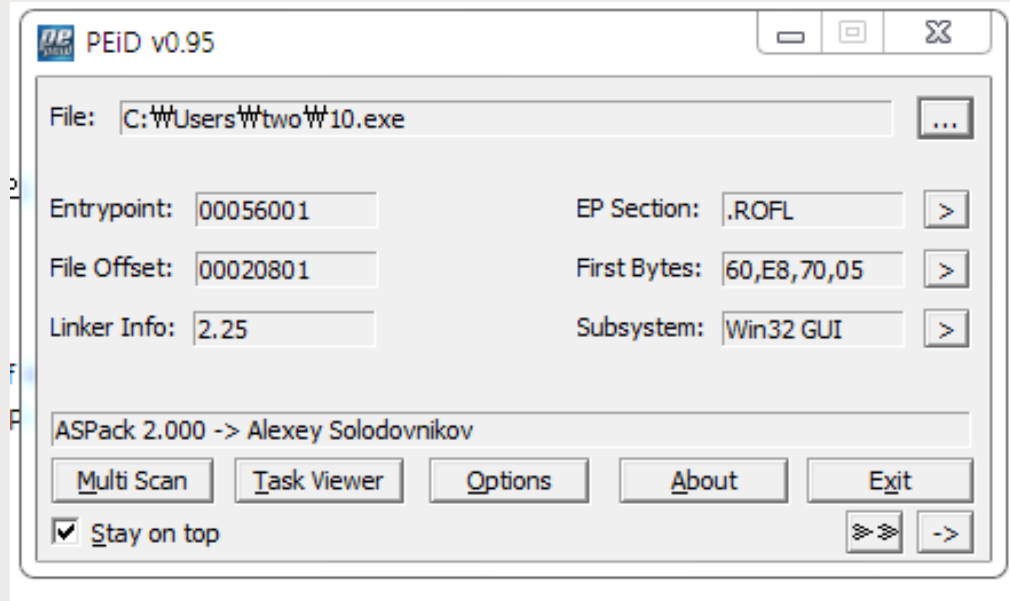 PEiD v0.95
File: C:₩Users₩two₩10.exe ...
Entrypoint: 00056001 EP Section: .ROFL >
File Offset: 00020801 First Bytes: 60,E8,70,05 >
Linker Info: 2.25 Subsystem: Win32 GUI >
ASPack 2.000 -> Alexey Solodovnikov
Multi Scan Task Viewer Options About Exit
Stay on top ->